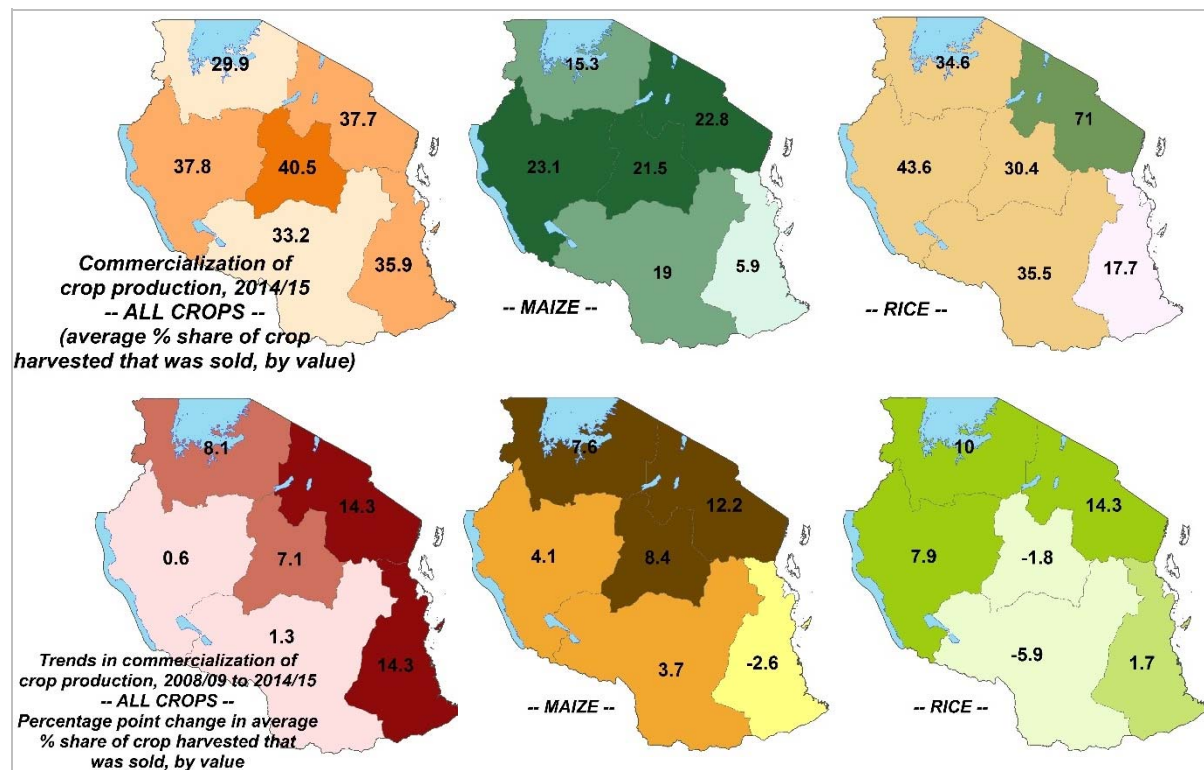 29.9
37.7
37.8
40.5
33.2
35.9
Commercialization of
crop production, 2014/15
-- ALL CROPS --
(average % share of crop
harvested that was sold, by value)
15.3
22.8
23.1
21.5
19
5.9
-- MAIZE --
34.6
71
43.6
30.4
35.5
17.7
-- RICE --
8.1
14.3
0.6
7.1
1.3
14.3
Trends in commercialization of
crop production, 2008/09 to 2014/15
-- ALL CROPS --
Percentage point change in average
% share of crop harvested that
was sold, by value
7.6
12.2
4.1
8.4
3.7
-2.6
-- MAIZE --
10
14.3
7.9
-1.8
-5.9
1.7
-- RICE --